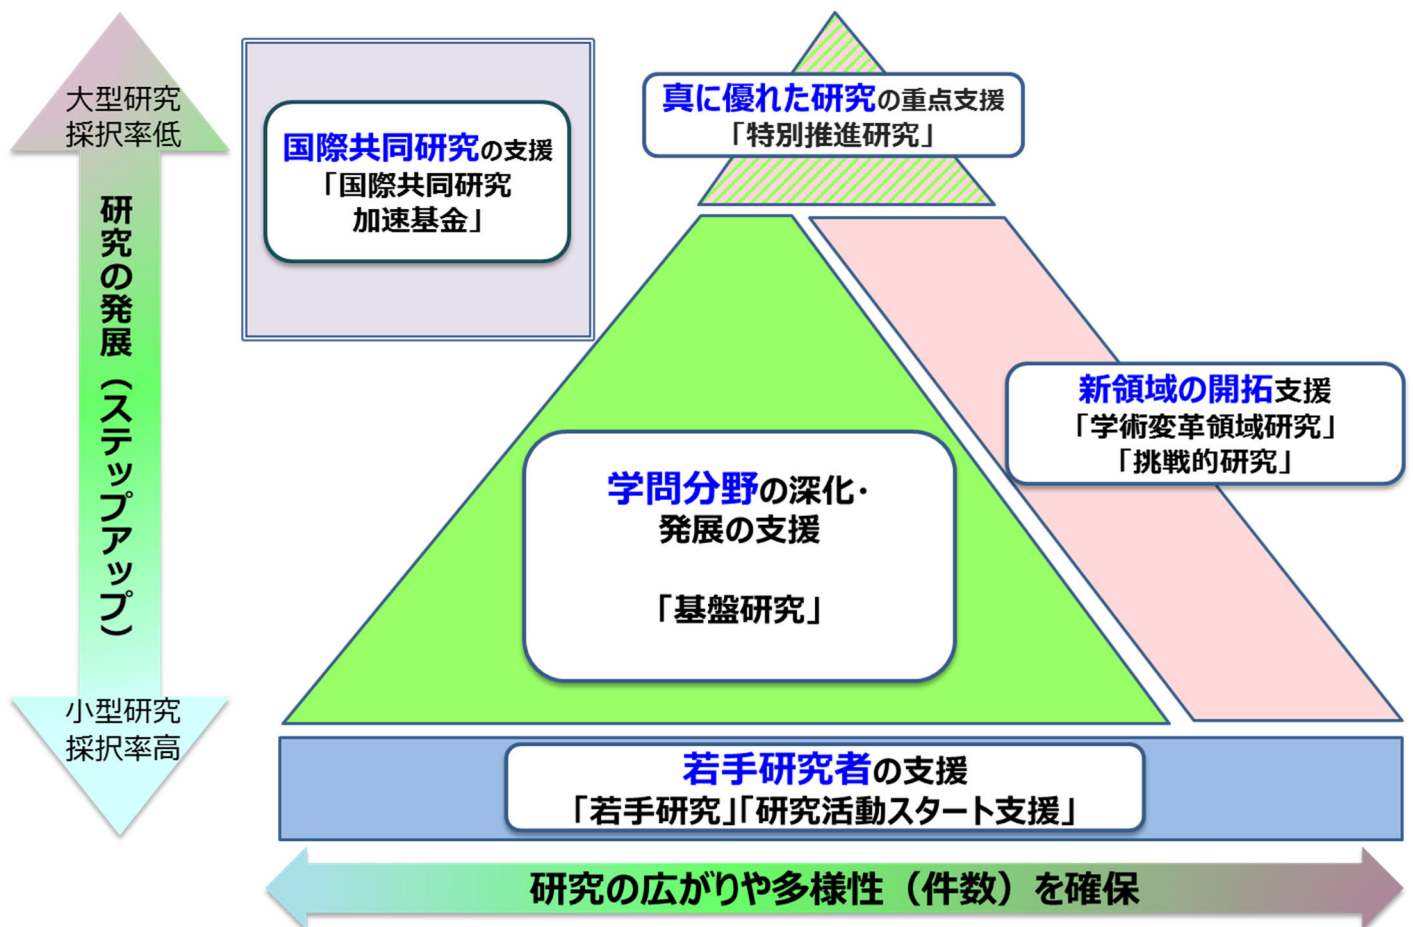 大型研究
採択率低
研究の発展（ステップアップ）
小型研究
採択率高
国際共同研究の支援
「国際共同研究
加速基金」
真に優れた研究の重点支援
「特別推進研究」
新領域の開拓支援
「学術変革領域研究」
「挑戦的研究」
学問分野の深化・
発展の支援
「基盤研究」
若手研究者の支援
「若手研究」「研究活動スタート支援」
研究の広がりや多様性（件数）を確保